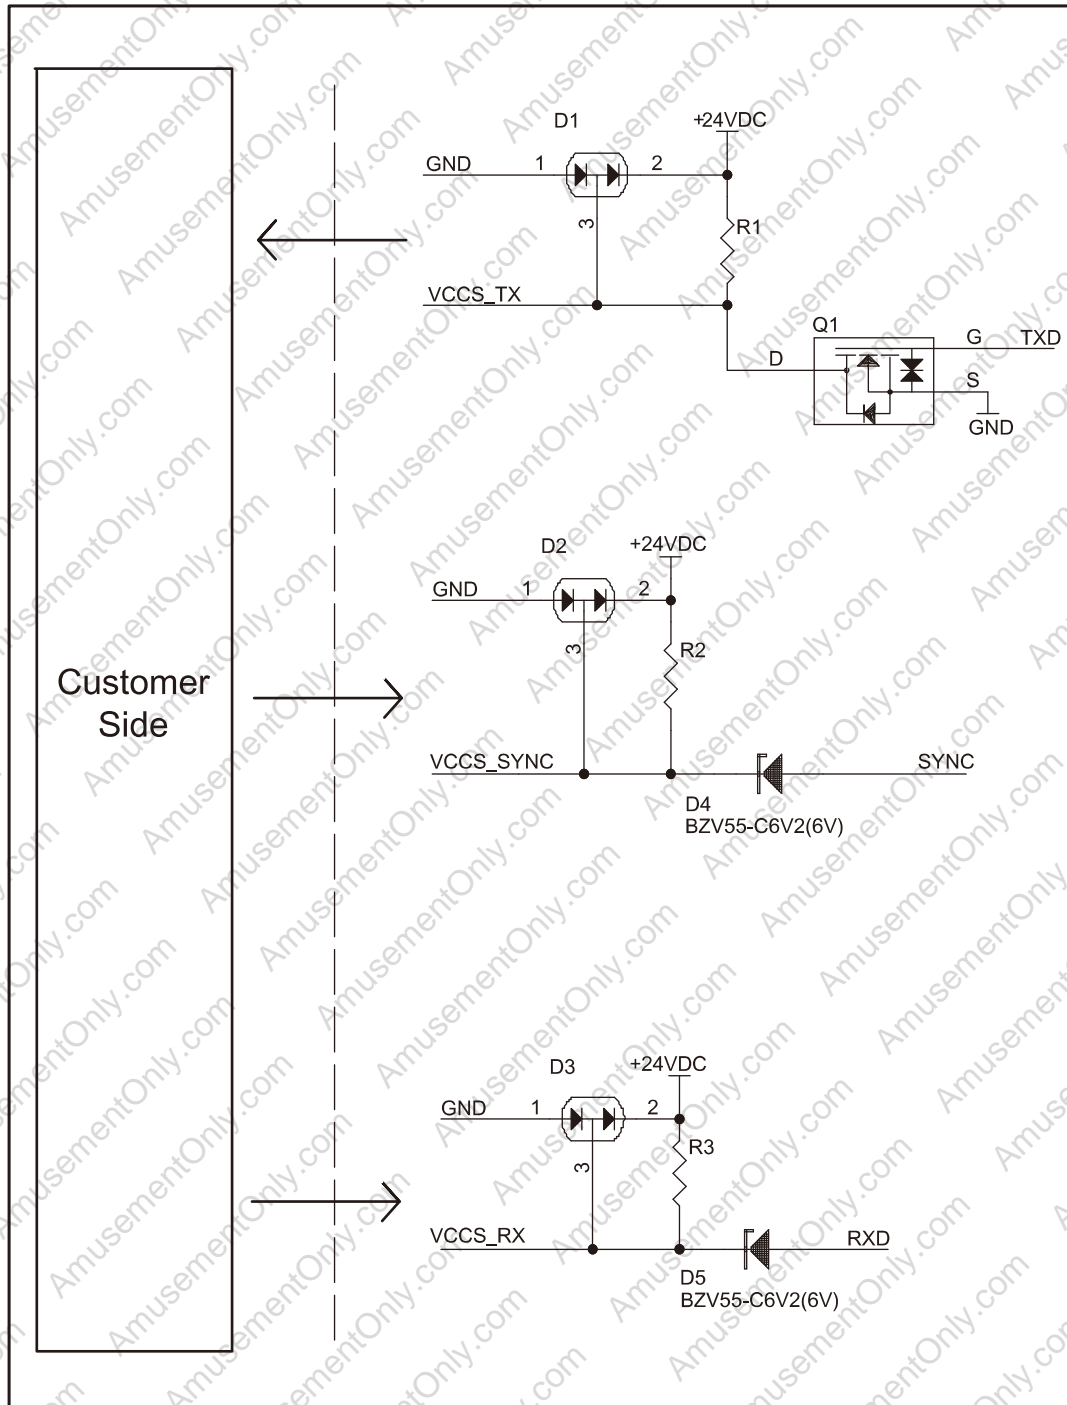 D1
+24VDC
GND
1
2
3
R1
VCCS_TX
Q1
D
G
TXD
S
GND
D2
+24VDC
GND
1
2
3
R2
Customer
Side
VCCS_SYNC
SYNC
D4
BZV55-C6V2(6V)
D3
+24VDC
GND
1
2
3
R3
VCCS_RX
RXD
D5
BZV55-C6V2(6V)
AmusementOnly.com